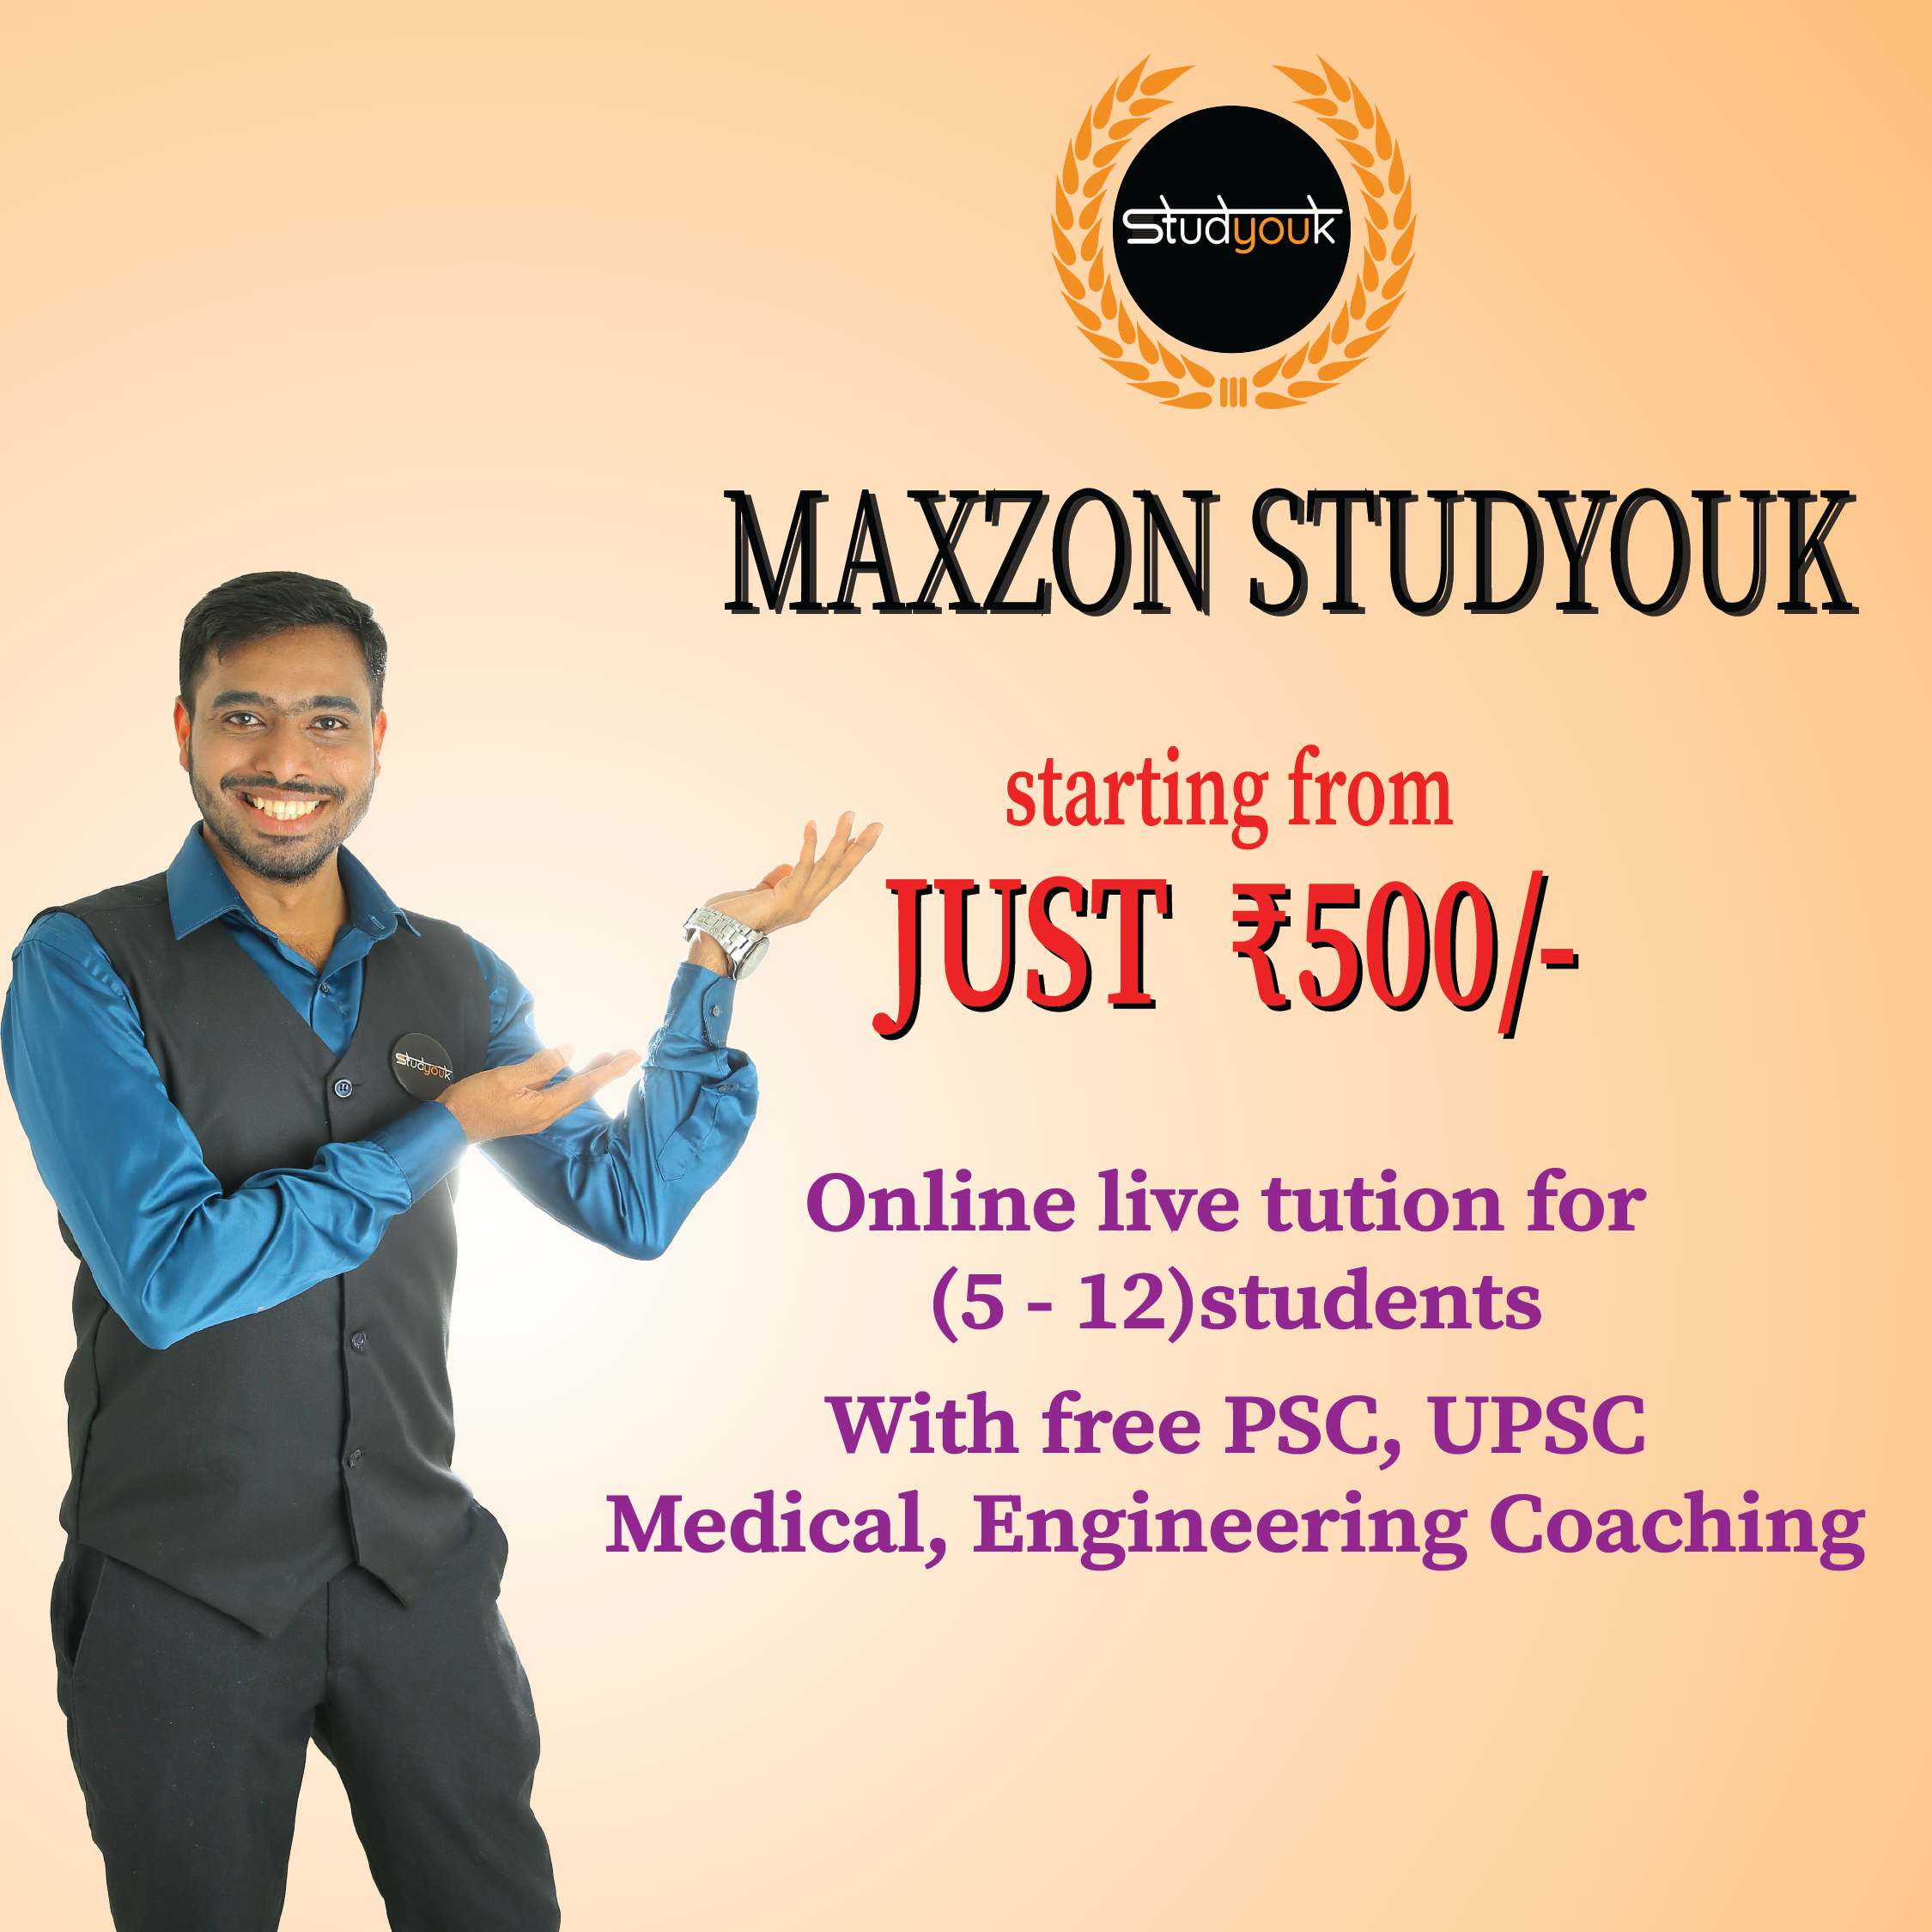 Studyouk
MAXZON STUDYOUK
starting from
JUST ₹500/-
Studyouk
Online live tution for
(5 - 12)students
With free PSC, UPSC
Medical, Engineering Coaching